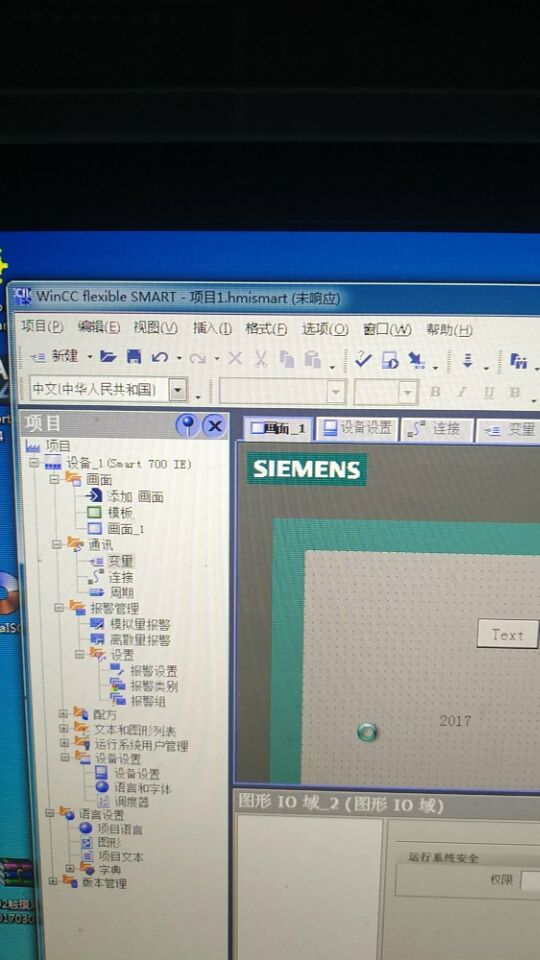 WinCC flexible SMART - 项目1.hmismart (未响应)
项目(P) 编辑(E) 视图(V) 插入(I) 格式(F) 选项(O) 窗口(W) 帮助(H)
新建
中文(中华人民共和国)
B I U B
项目
画面_1 设备设置 连接 变量
项目
设备_1(Smart 700 IE)
画面
添加 画面
模板
画面_1
通讯
变量
连接
周期
报警管理
模拟量报警
离散量报警
设置
报警设置
报警类别
报警组
配方
文本和图形列表
运行系统用户管理
设备设置
设备设置
语言和字体
调度器
语言设置
项目语言
图形
项目文本
字典
版本管理
SIEMENS
Text
2017
图形 IO 域_2 (图形 IO 域)
运行系统安全
权限